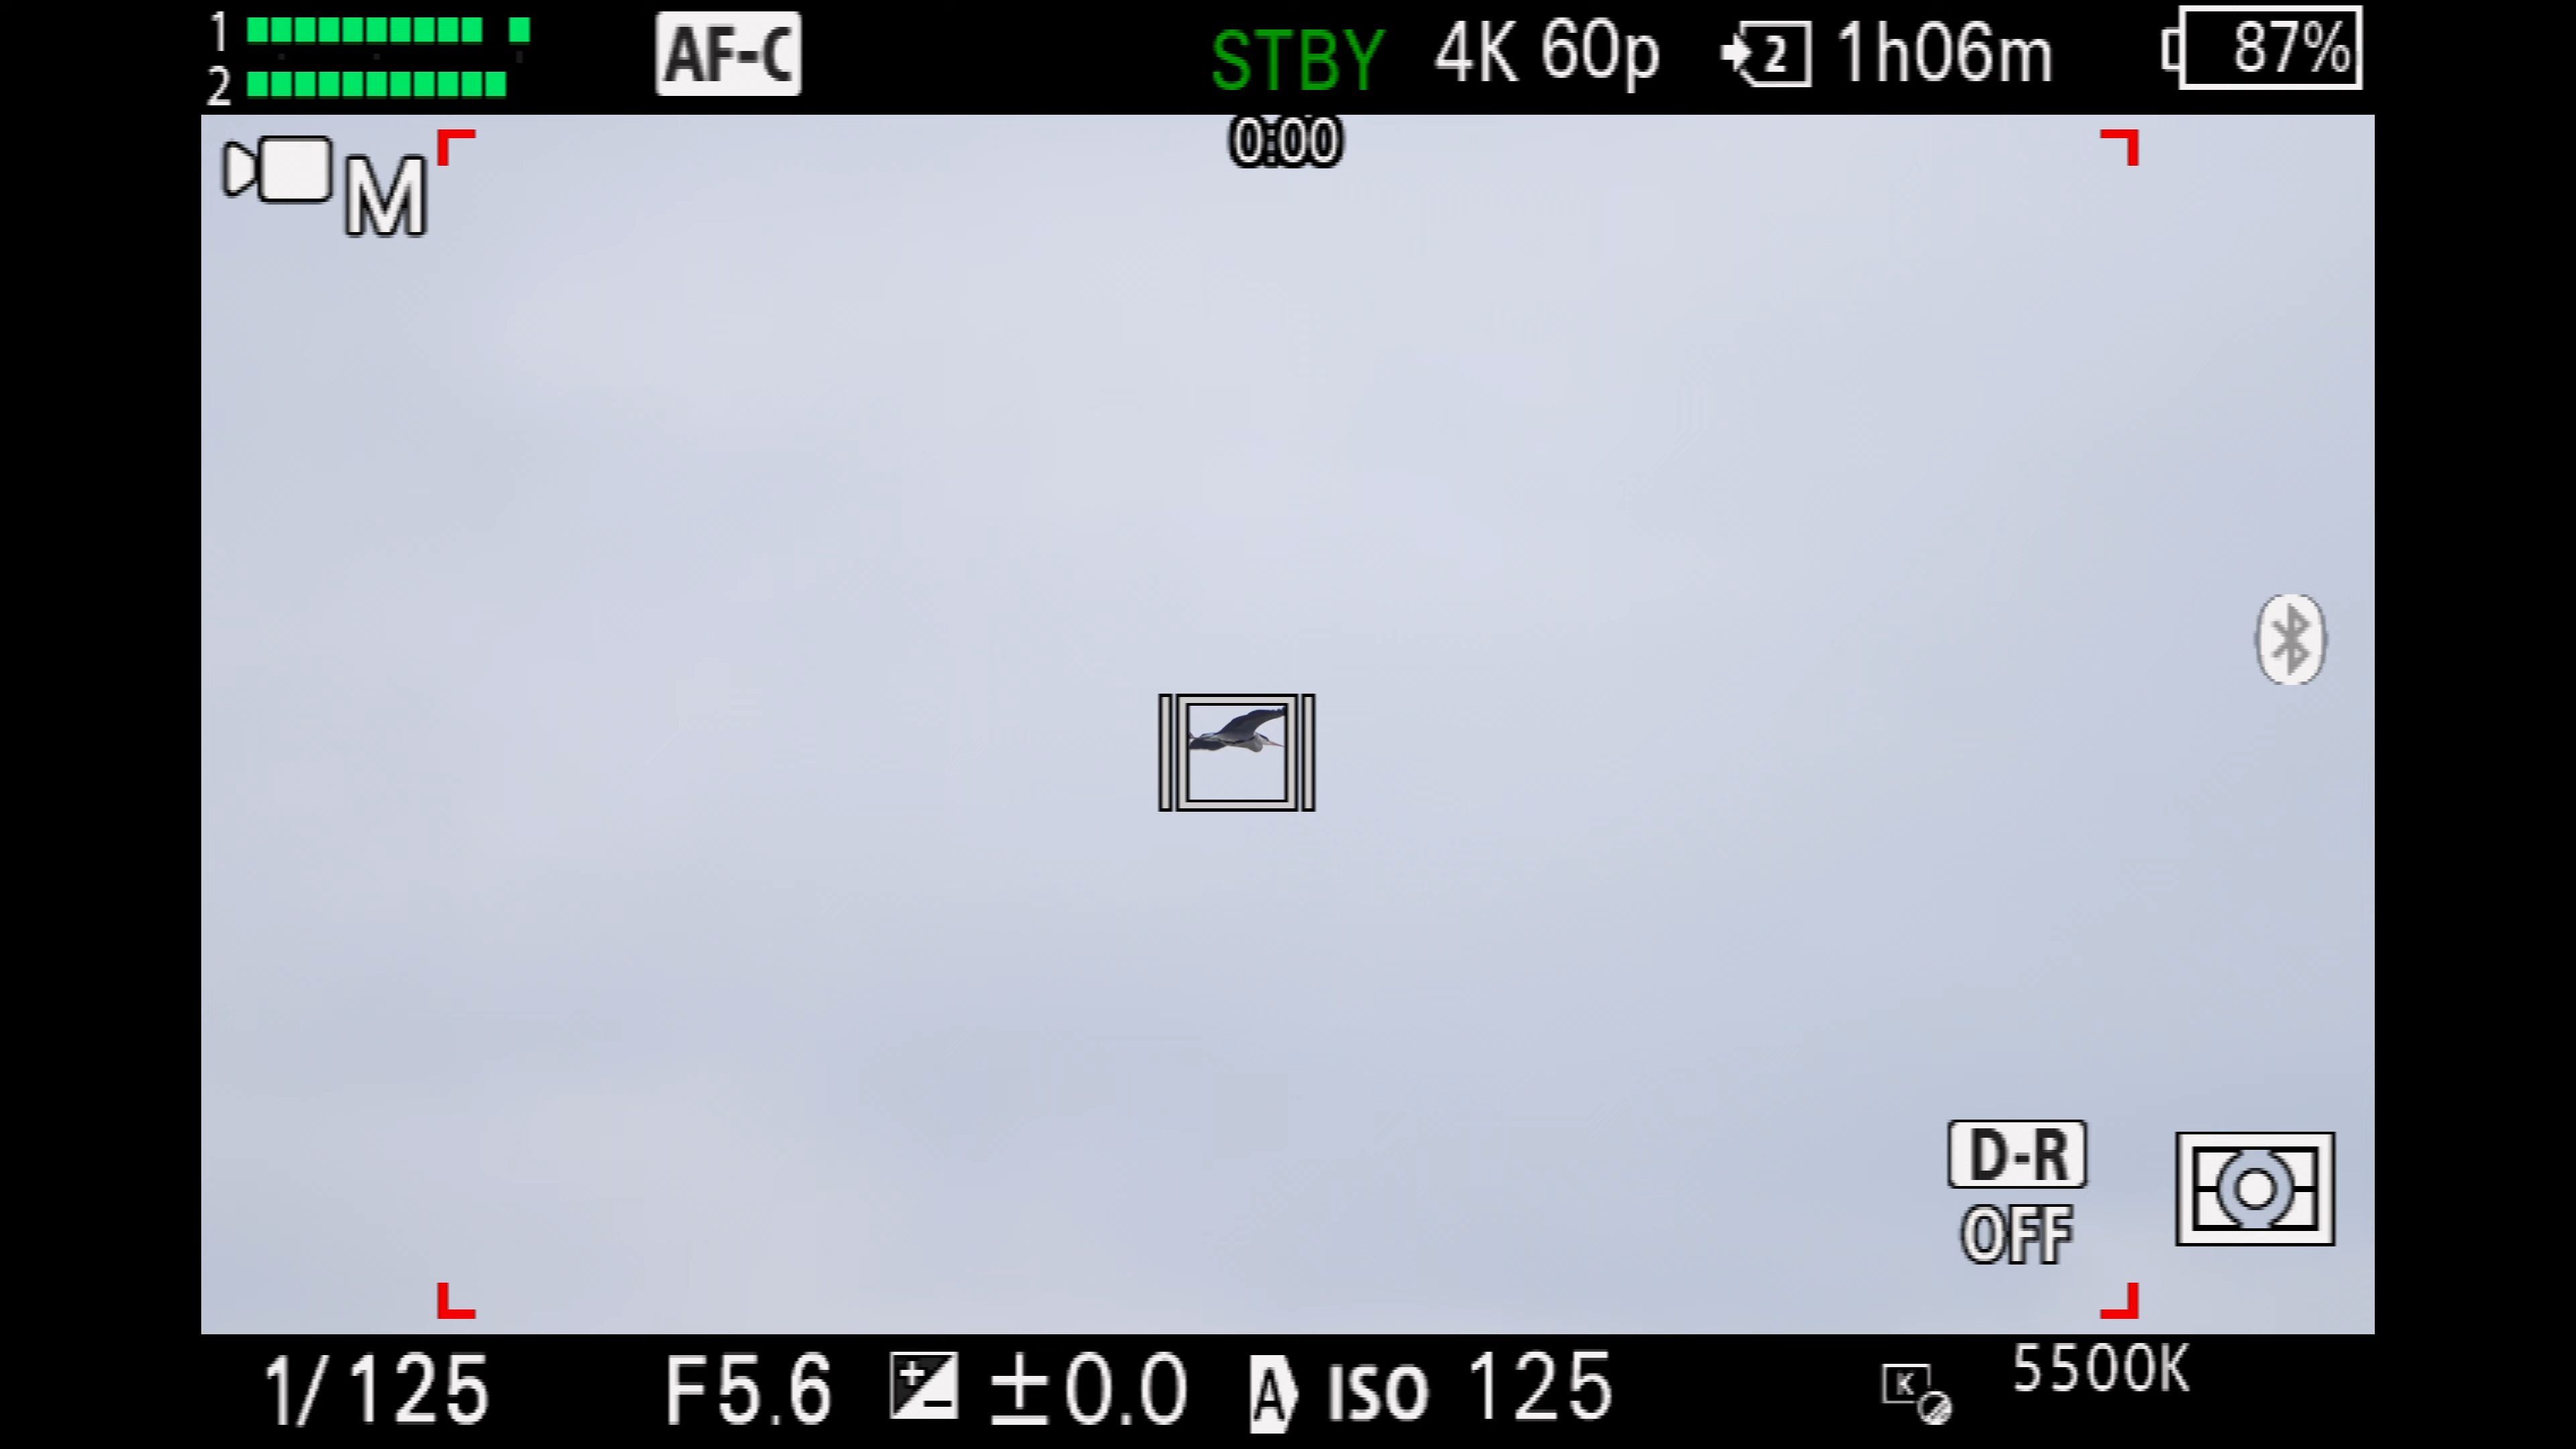 1
2
AF-C
STBY 4K 60p 2 1h06m 87%
0:00
M
D-R
OFF
1/125 F5.6 ±0.0 A ISO 125 K 5500K